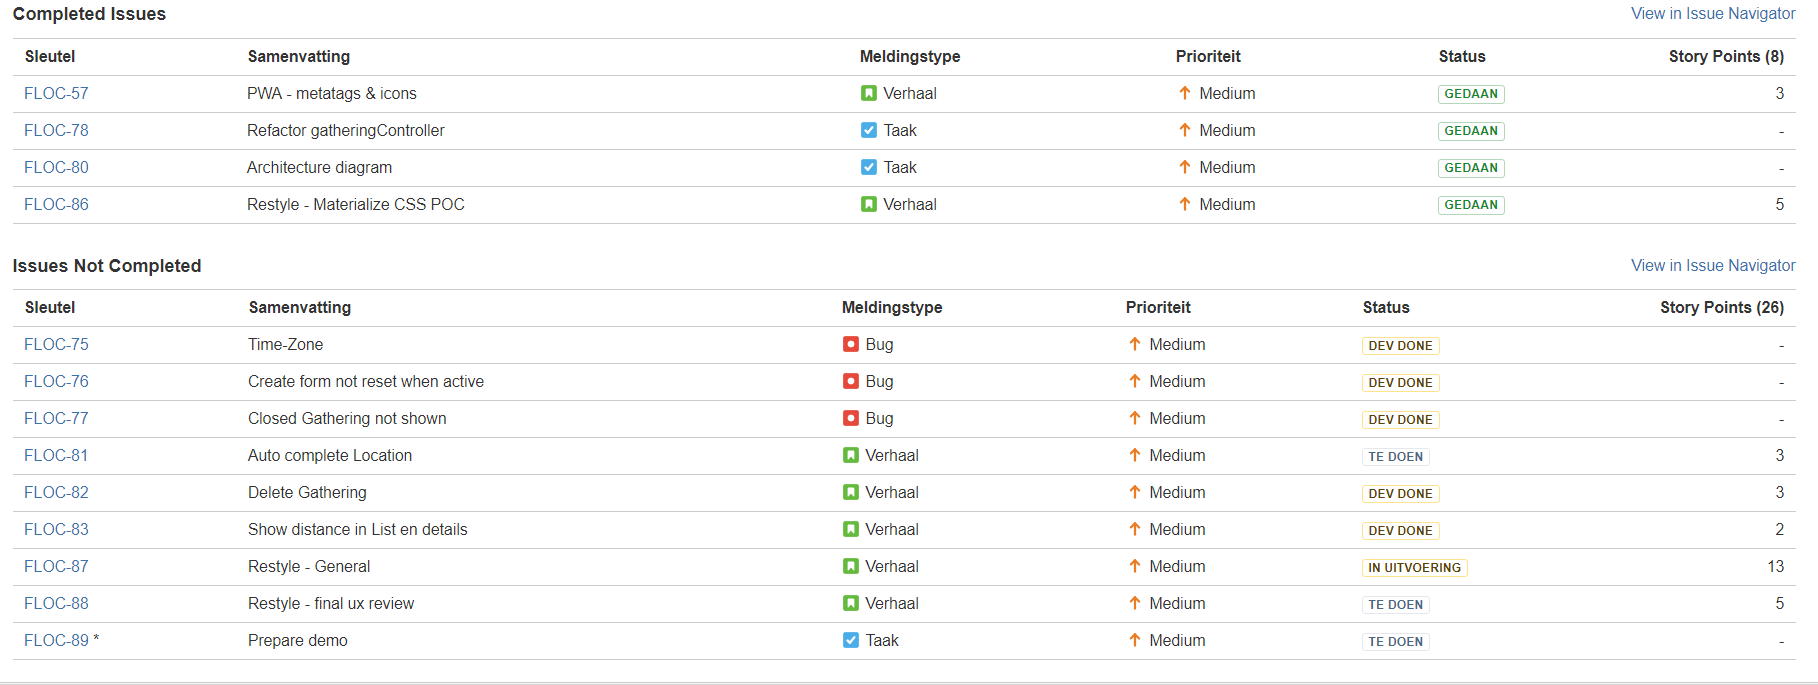 Completed Issues View in Issue Navigator
Sleutel Samenvatting Meldingstype Prioriteit Status Story Points (8)
FLOC-57 PWA - metatags & icons Verhaal Medium GEDAAN 3
FLOC-78 Refactor gatheringController Taak Medium GEDAAN -
FLOC-80 Architecture diagram Taak Medium GEDAAN -
FLOC-86 Restyle - Materialize CSS POC Verhaal Medium GEDAAN 5
Issues Not Completed View in Issue Navigator
Sleutel Samenvatting Meldingstype Prioriteit Status Story Points (26)
FLOC-75 Time-Zone Bug Medium DEV DONE -
FLOC-76 Create form not reset when active Bug Medium DEV DONE -
FLOC-77 Closed Gathering not shown Bug Medium DEV DONE -
FLOC-81 Auto complete Location Verhaal Medium TE DOEN 3
FLOC-82 Delete Gathering Verhaal Medium DEV DONE 3
FLOC-83 Show distance in List en details Verhaal Medium DEV DONE 2
FLOC-87 Restyle - General Verhaal Medium IN UITVOERING 13
FLOC-88 Restyle - final ux review Verhaal Medium TE DOEN 5
FLOC-89 * Prepare demo Taak Medium TE DOEN -